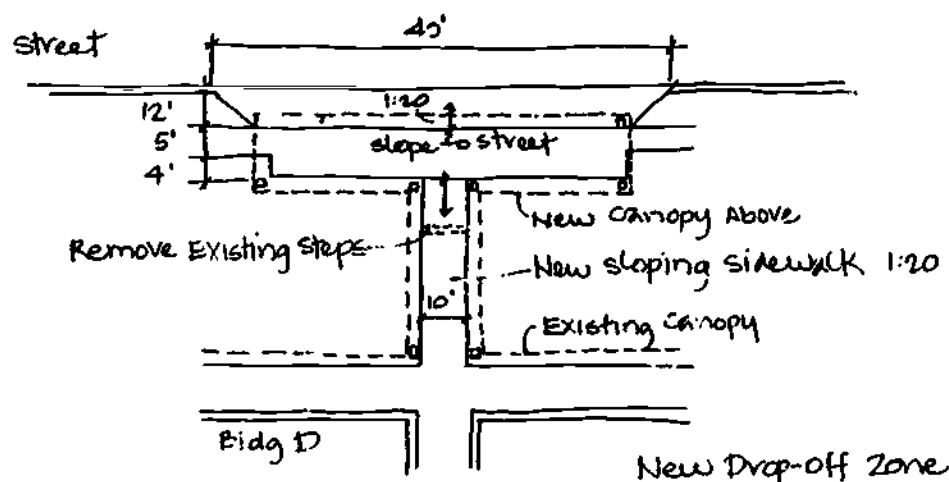 40'
Street
12'
1:20
5'
slope to street
4'
New Canopy Above
Remove Existing Steps
New Sloping Sidewalk 1:20
10'
Existing Canopy
Bldg D
New Drop-off Zone